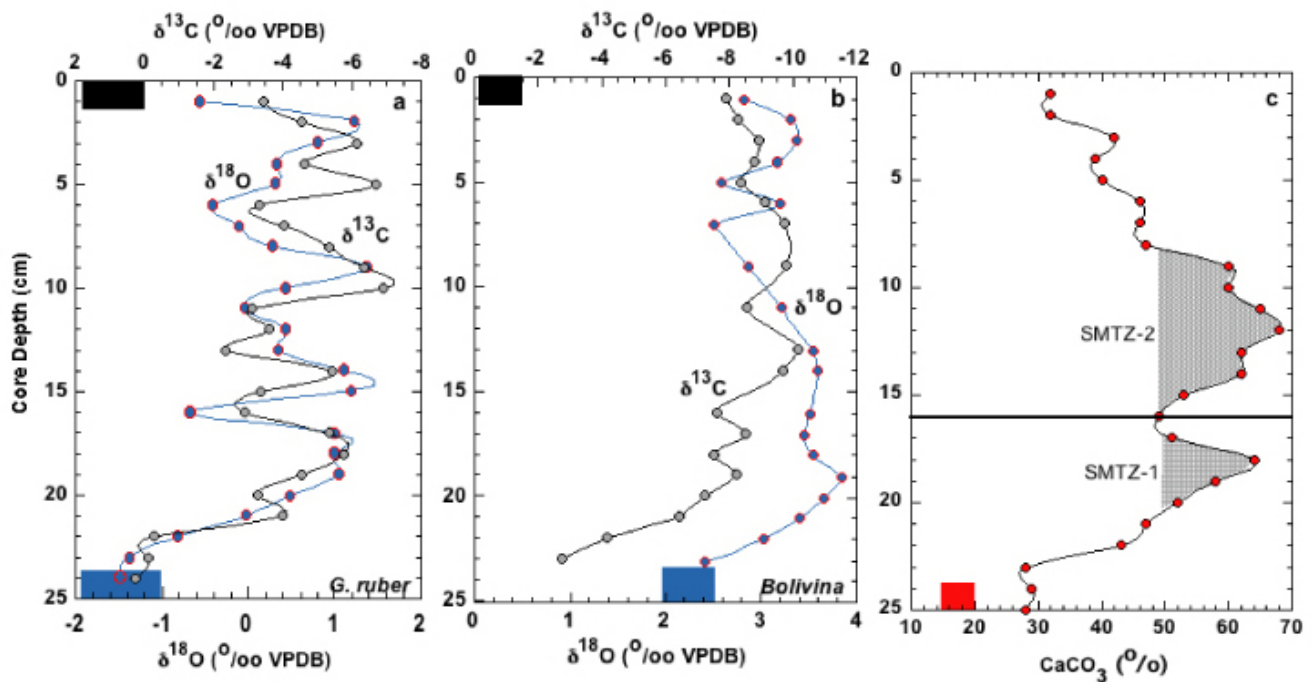 δ13C (o/oo VPDB)
2 0 -2 -4 -6 -8
0
5
10
15
20
25
Core Depth (cm)
a
δ18O
δ13C
G. ruber
-2 -1 0 1 2
δ18O (o/oo VPDB)
δ13C (o/oo VPDB)
0 -2 -4 -6 -8 -10 -12
0
5
10
15
20
25
b
δ18O
δ13C
Bolivina
0 1 2 3 4
δ18O (o/oo VPDB)
0
5
10
15
20
25
c
SMTZ-2
SMTZ-1
10 20 30 40 50 60 70
CaCO3 (o/o)